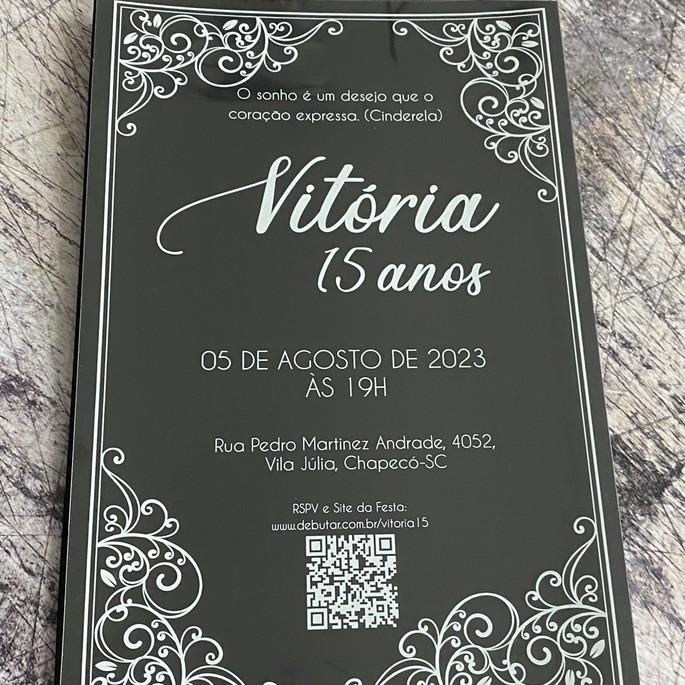 O sonho é um desejo que o
coração expressa. (Cinderela)
Vitória
15 anos
05 DE AGOSTO DE 2023
ÀS 19H
Rua Pedro Martinez Andrade, 4052,
Vila Júlia, Chapecó-SC
RSPV e Site da Festa:
www.debutar.com.br/vitoria15